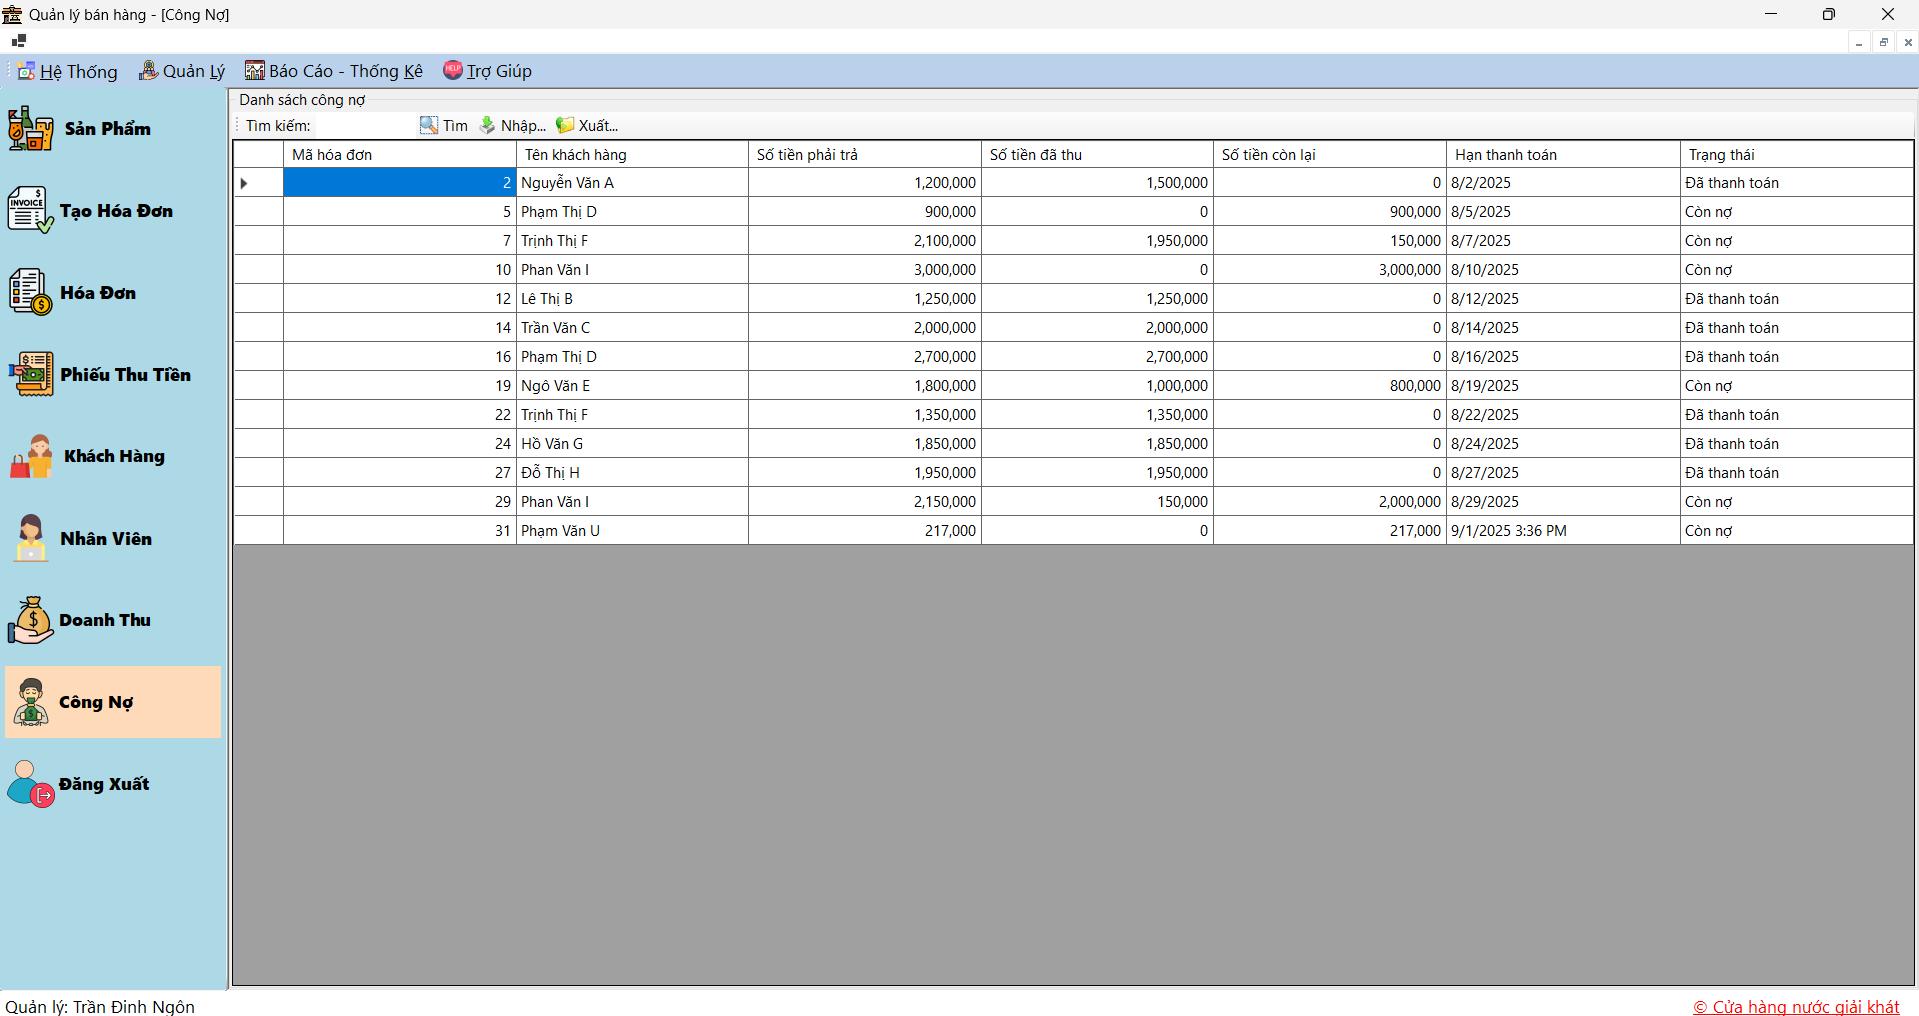 Quản lý bán hàng - [Công Nợ]
Hệ Thống Quản Lý Báo Cáo - Thống Kê HELP Trợ Giúp
Sản Phẩm
INVOICE Tạo Hóa Đơn
Hóa Đơn
Phiếu Thu Tiền
Khách Hàng
Nhân Viên
Doanh Thu
Công Nợ
Đăng Xuất
Danh sách công nợ
Tìm kiếm: Tìm Nhập... Xuất...
Mã hóa đơn Tên khách hàng Số tiền phải trả Số tiền đã thu Số tiền còn lại Hạn thanh toán Trạng thái
2 Nguyễn Văn A 1,200,000 1,500,000 0 8/2/2025 Đã thanh toán
5 Phạm Thị D 900,000 0 900,000 8/5/2025 Còn nợ
7 Trịnh Thị F 2,100,000 1,950,000 150,000 8/7/2025 Còn nợ
10 Phan Văn I 3,000,000 0 3,000,000 8/10/2025 Còn nợ
12 Lê Thị B 1,250,000 1,250,000 0 8/12/2025 Đã thanh toán
14 Trần Văn C 2,000,000 2,000,000 0 8/14/2025 Đã thanh toán
16 Phạm Thị D 2,700,000 2,700,000 0 8/16/2025 Đã thanh toán
19 Ngô Văn E 1,800,000 1,000,000 800,000 8/19/2025 Còn nợ
22 Trịnh Thị F 1,350,000 1,350,000 0 8/22/2025 Đã thanh toán
24 Hồ Văn G 1,850,000 1,850,000 0 8/24/2025 Đã thanh toán
27 Đỗ Thị H 1,950,000 1,950,000 0 8/27/2025 Đã thanh toán
29 Phan Văn I 2,150,000 150,000 2,000,000 8/29/2025 Còn nợ
31 Phạm Văn U 217,000 0 217,000 9/1/2025 3:36 PM Còn nợ
Quản lý: Trần Đình Ngôn
© Cửa hàng nước giải khát